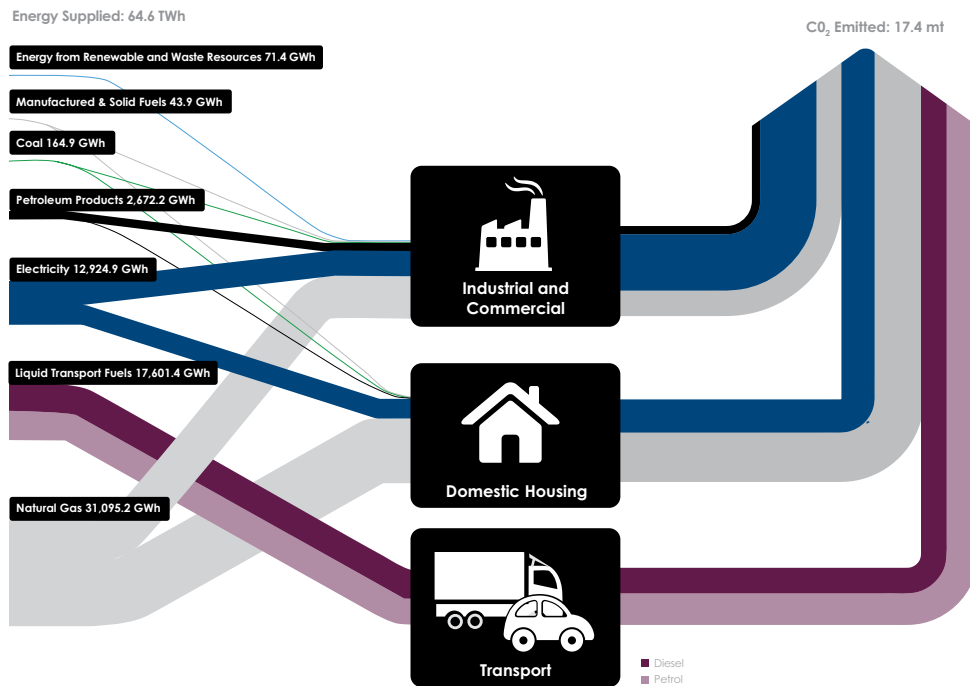 Energy Supplied: 64.6 TWh
C0₂ Emitted: 17.4 mt
Energy from Renewable and Waste Resources 71.4 GWh
Manufactured & Solid Fuels 43.9 GWh
Coal 164.9 GWh
Petroleum Products 2,672.2 GWh
Electricity 12,924.9 GWh
Industrial and
Commercial
Liquid Transport Fuels 17,601.4 GWh
Domestic Housing
Natural Gas 31,095.2 GWh
Transport
Diesel
Petrol